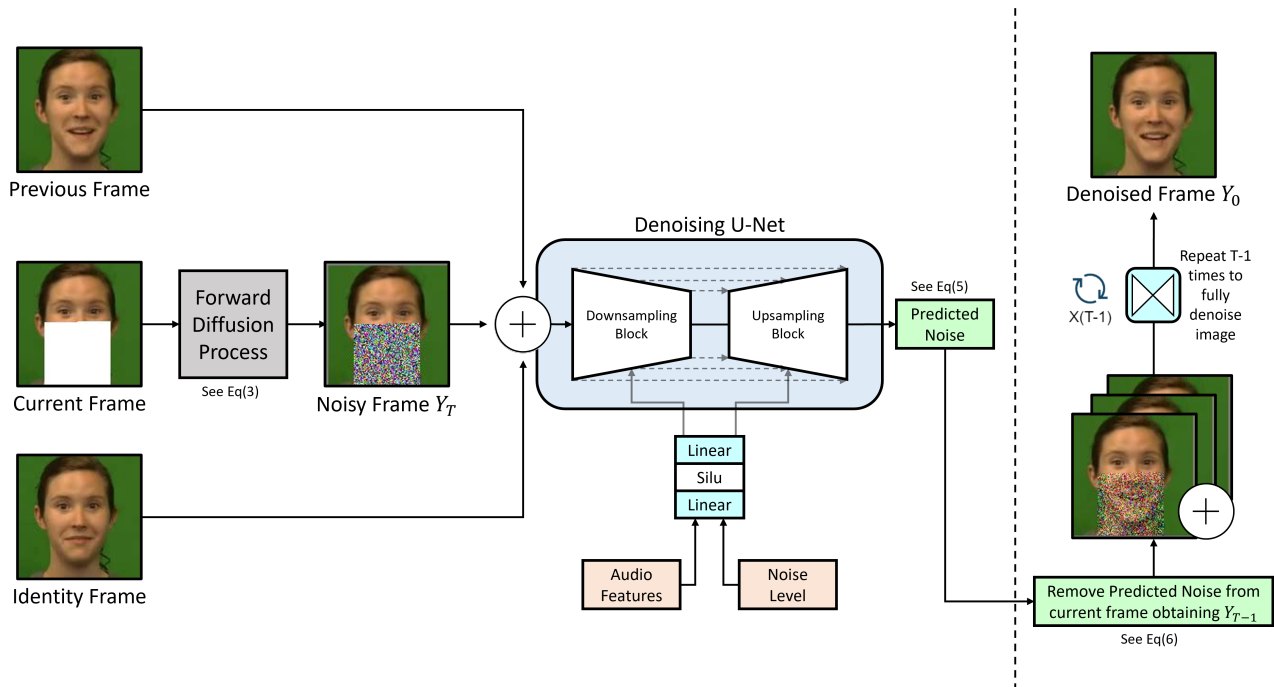 Previous Frame
Current Frame
Identity Frame
Forward
Diffusion
Process
See Eq(3)
Noisy Frame Y_T
Denoising U-Net
Downsampling
Block
Upsampling
Block
Linear
Silu
Linear
Audio
Features
Noise
Level
See Eq(5)
Predicted
Noise
Denoised Frame Y_0
Repeat T-1
times to
fully
denoise
image
X(T-1)
Remove Predicted Noise from
current frame obtaining Y_{T−1}
See Eq(6)